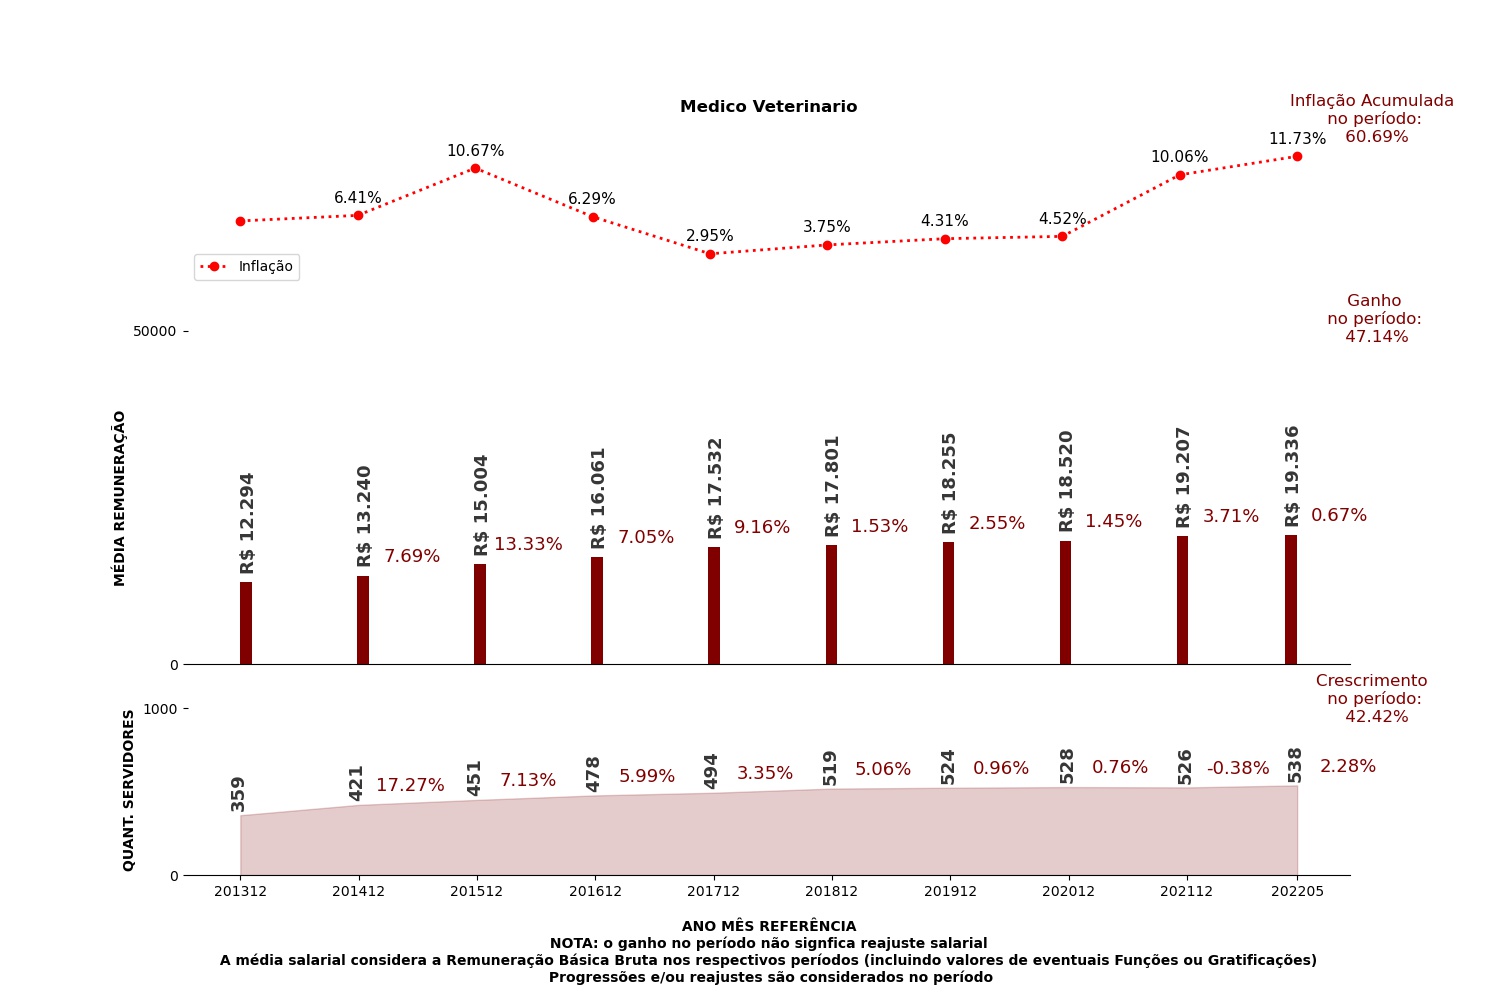 Medico Veterinario
Inflação Acumulada
no período:
60.69%
6.41%
10.67%
6.29%
2.95%
3.75%
4.31%
4.52%
10.06%
11.73%
Inflação
Ganho
no período:
47.14%
50000
0
MÉDIA REMUNERAÇÃO
R$ 12.294
R$ 13.240
R$ 15.004
R$ 16.061
R$ 17.532
R$ 17.801
R$ 18.255
R$ 18.520
R$ 19.207
R$ 19.336
7.69%
13.33%
7.05%
9.16%
1.53%
2.55%
1.45%
3.71%
0.67%
Crescrimento
no período:
42.42%
1000
0
QUANT. SERVIDORES
359
421
451
478
494
519
524
528
526
538
17.27%
7.13%
5.99%
3.35%
5.06%
0.96%
0.76%
-0.38%
2.28%
201312
201412
201512
201612
201712
201812
201912
202012
202112
202205
ANO MÊS REFERÊNCIA
NOTA: o ganho no período não signfica reajuste salarial
A média salarial considera a Remuneração Básica Bruta nos respectivos períodos (incluindo valores de eventuais Funções ou Gratificações)
Progressões e/ou reajustes são considerados no período